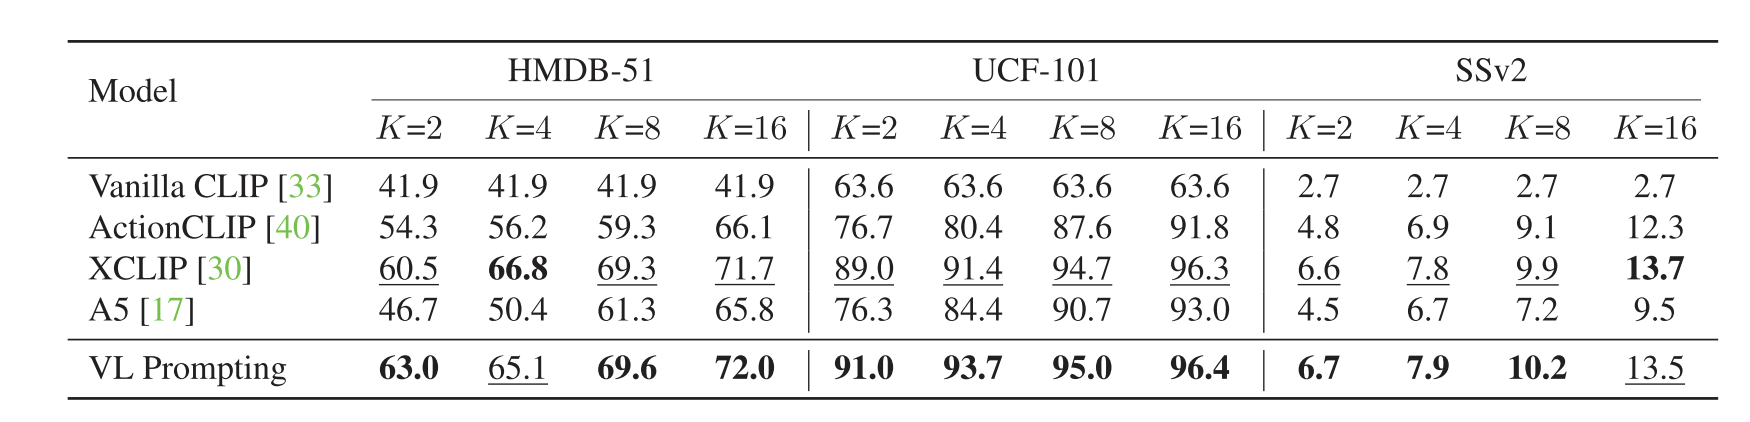 Model HMDB-51 UCF-101 SSv2
K=2 K=4 K=8 K=16 K=2 K=4 K=8 K=16 K=2 K=4 K=8 K=16
Vanilla CLIP [33] 41.9 41.9 41.9 41.9 63.6 63.6 63.6 63.6 2.7 2.7 2.7 2.7
ActionCLIP [40] 54.3 56.2 59.3 66.1 76.7 80.4 87.6 91.8 4.8 6.9 9.1 12.3
XCLIP [30] 60.5 66.8 69.3 71.7 89.0 91.4 94.7 96.3 6.6 7.8 9.9 13.7
A5 [17] 46.7 50.4 61.3 65.8 76.3 84.4 90.7 93.0 4.5 6.7 7.2 9.5
VL Prompting 63.0 65.1 69.6 72.0 91.0 93.7 95.0 96.4 6.7 7.9 10.2 13.5